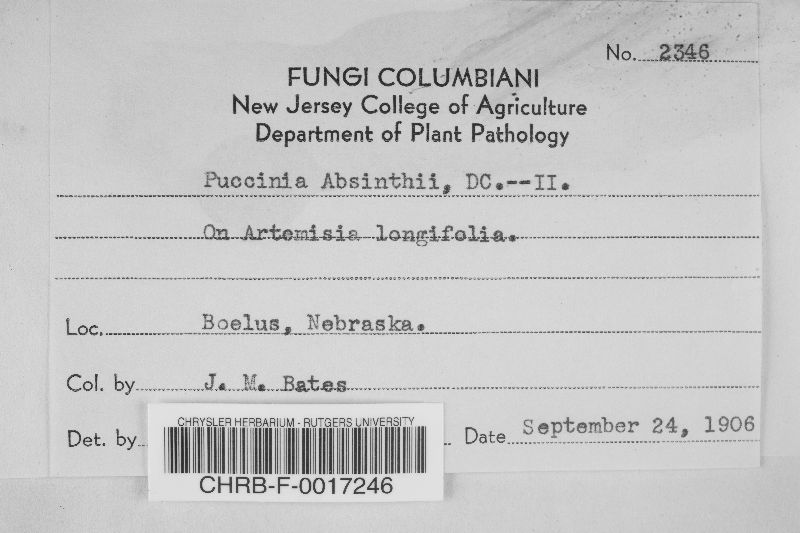 No. 2346
FUNGI COLUMBIANI
New Jersey College of Agriculture
Department of Plant Pathology
Puccinia Absinthii, DC.--II.
On Artemisia longifolia.
Loc. Boelus, Nebraska.
Col. by J. M. Bates
Det. by Date September 24, 1906
CHRYSLER HERBARIUM - RUTGERS UNIVERSITY
CHRB-F-0017246